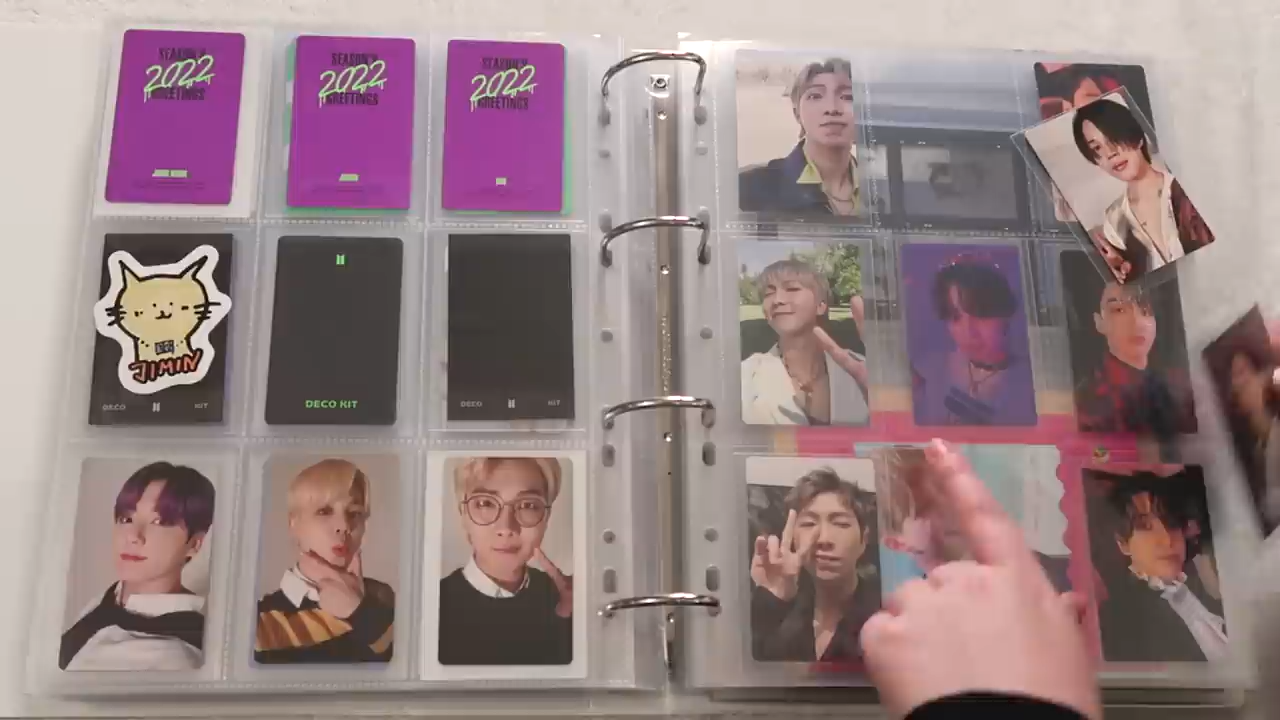 SEASON'S
2022
GREETINGS
SEASON'S
2022
GREETINGS
SEASON'S
2022
GREETINGS
JIMIN
DECO
KIT
DECO KIT
DECO
KIT